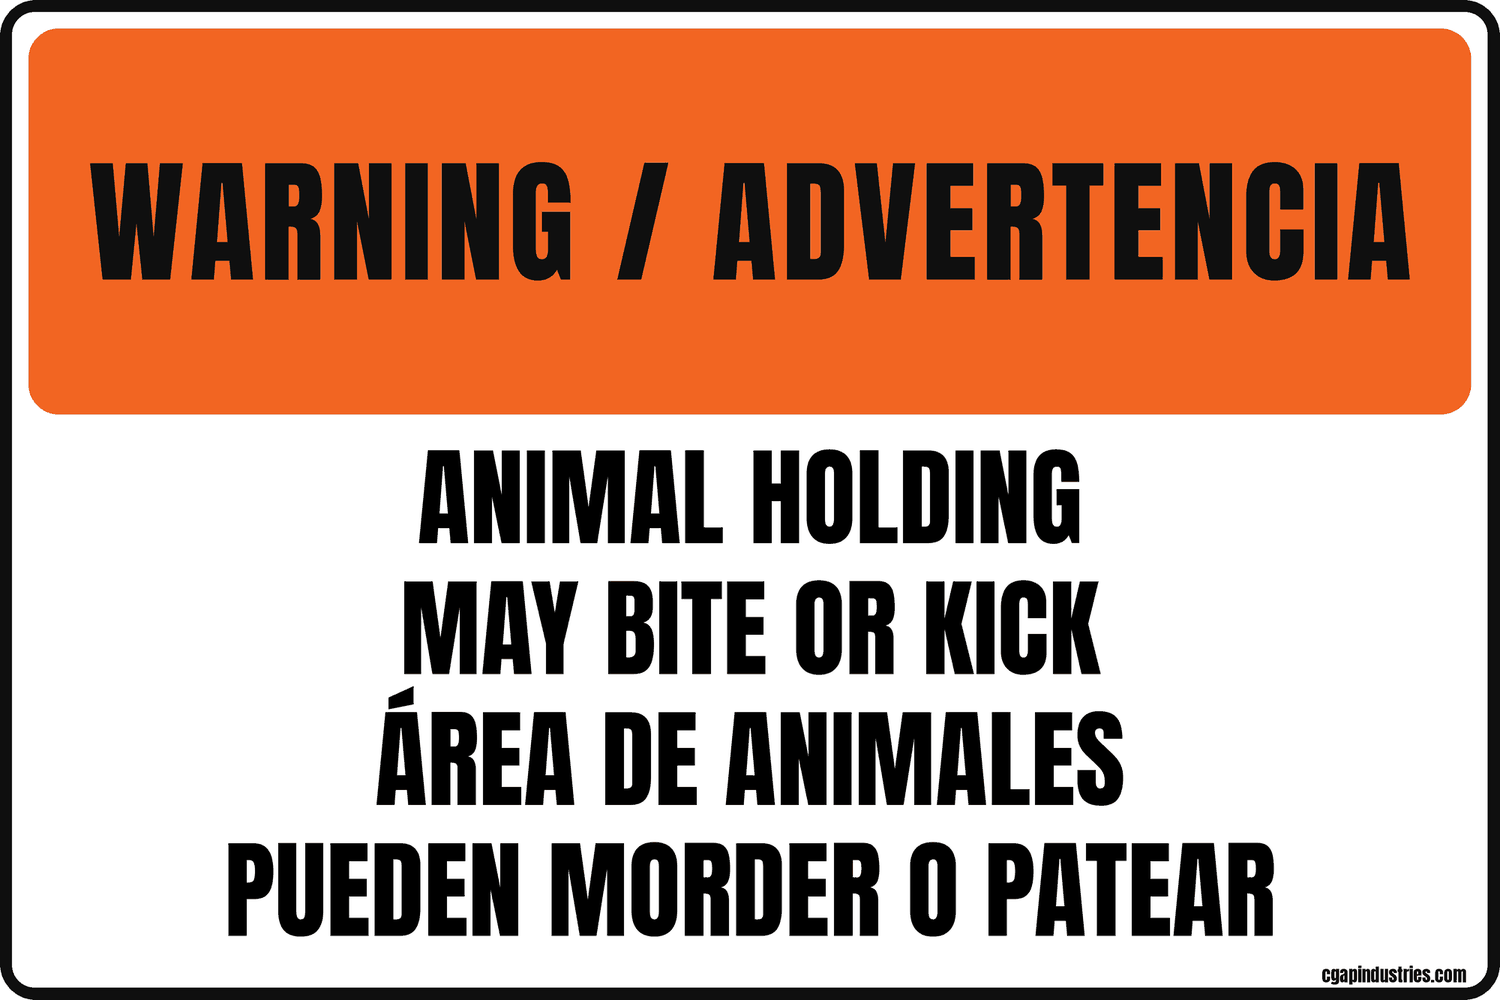 WARNING / ADVERTENCIA
ANIMAL HOLDING
MAY BITE OR KICK
ÁREA DE ANIMALES
PUEDEN MORDER O PATEAR
cgapindustries.com